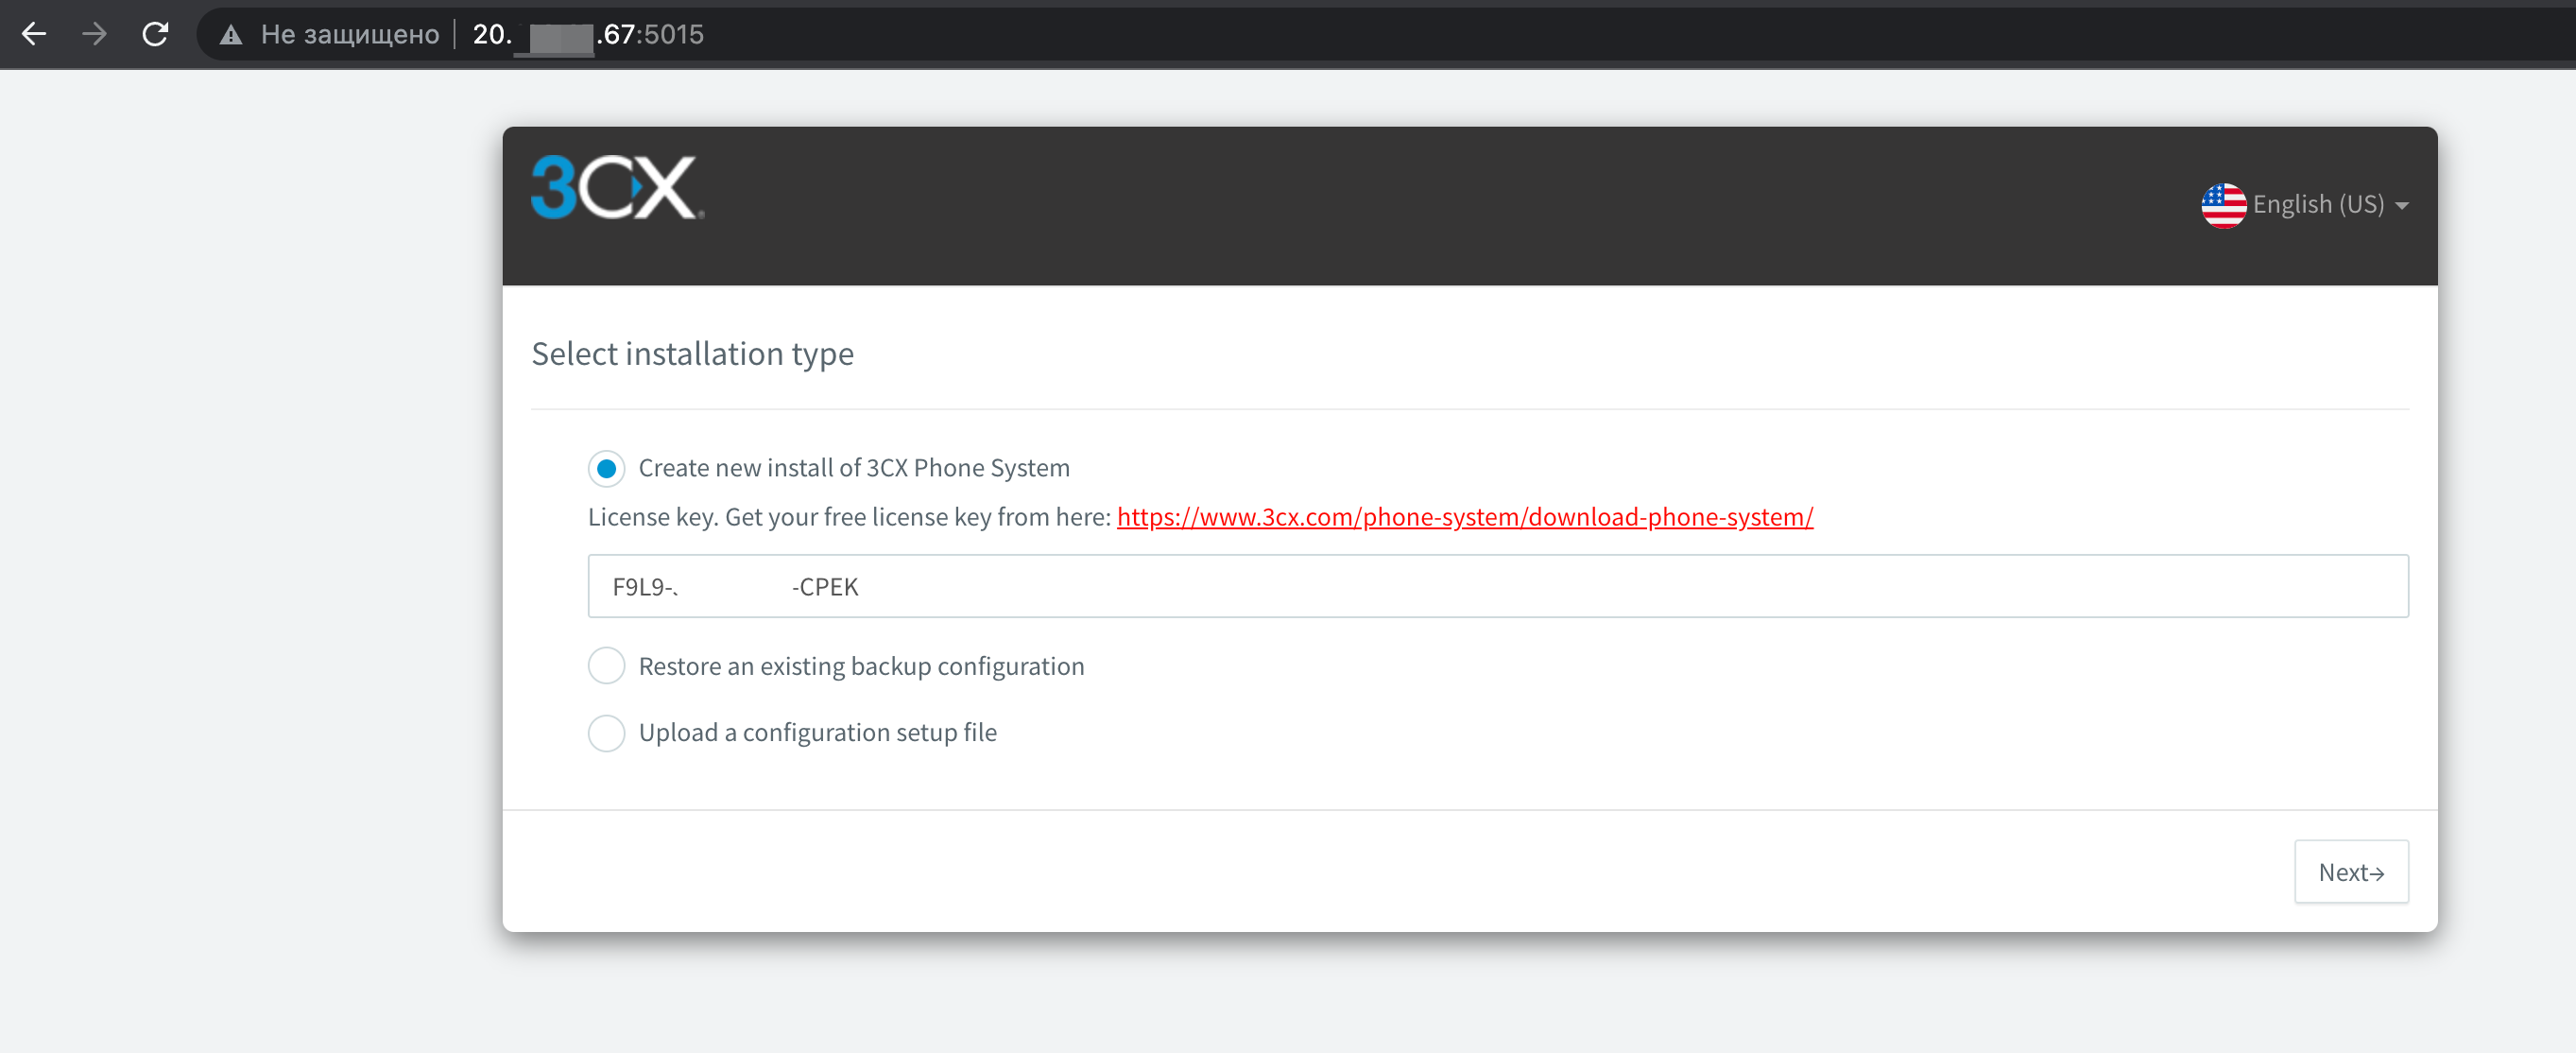 Не защищено 20. .67:5015
3CX
English (US)
Select installation type
Create new install of 3CX Phone System
License key. Get your free license key from here: https://www.3cx.com/phone-system/download-phone-system/
F9L9- -CPEK
Restore an existing backup configuration
Upload a configuration setup file
Next→